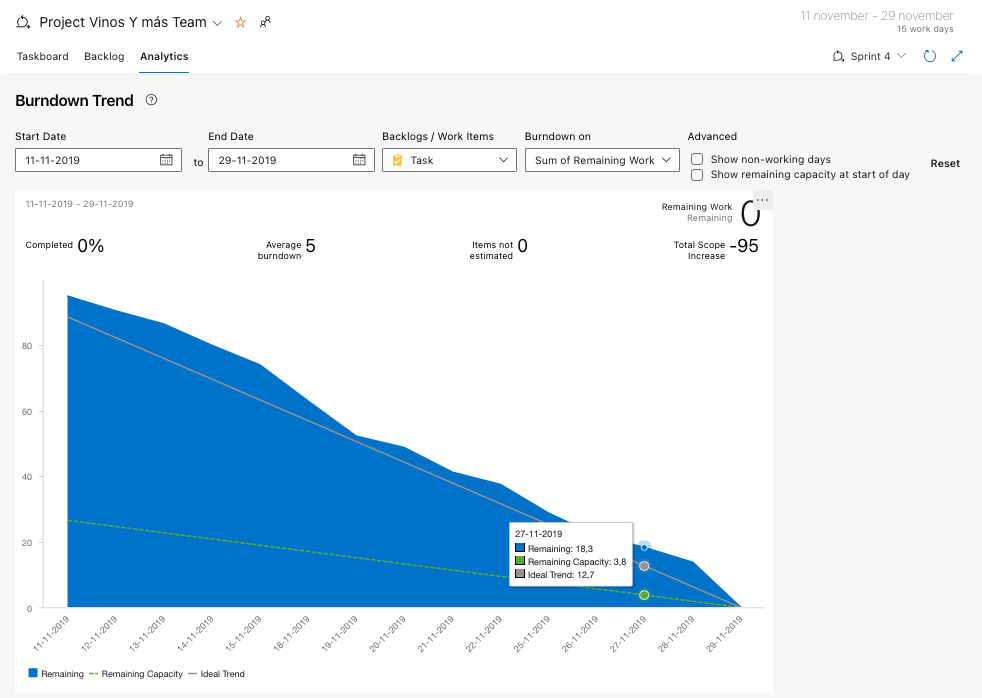 Project Vinos Y más Team
11 november - 29 november
15 work days
Taskboard Backlog Analytics
Sprint 4
Burndown Trend ?
Start Date End Date Backlogs / Work Items Burndown on Advanced
11-11-2019 to 29-11-2019 Task Sum of Remaining Work
Show non-working days
Show remaining capacity at start of day
Reset
11-11-2019 - 29-11-2019
Remaining Work
Remaining
0
...
Completed 0%
Average
burndown
5
Items not
estimated
0
Total Scope
Increase
-95
80
60
40
20
0
27-11-2019
Remaining: 18,3
Remaining Capacity: 3,8
Ideal Trend: 12,7
11-11-2019
12-11-2019
13-11-2019
14-11-2019
15-11-2019
18-11-2019
19-11-2019
20-11-2019
21-11-2019
22-11-2019
25-11-2019
26-11-2019
27-11-2019
28-11-2019
29-11-2019
Remaining Remaining Capacity Ideal Trend